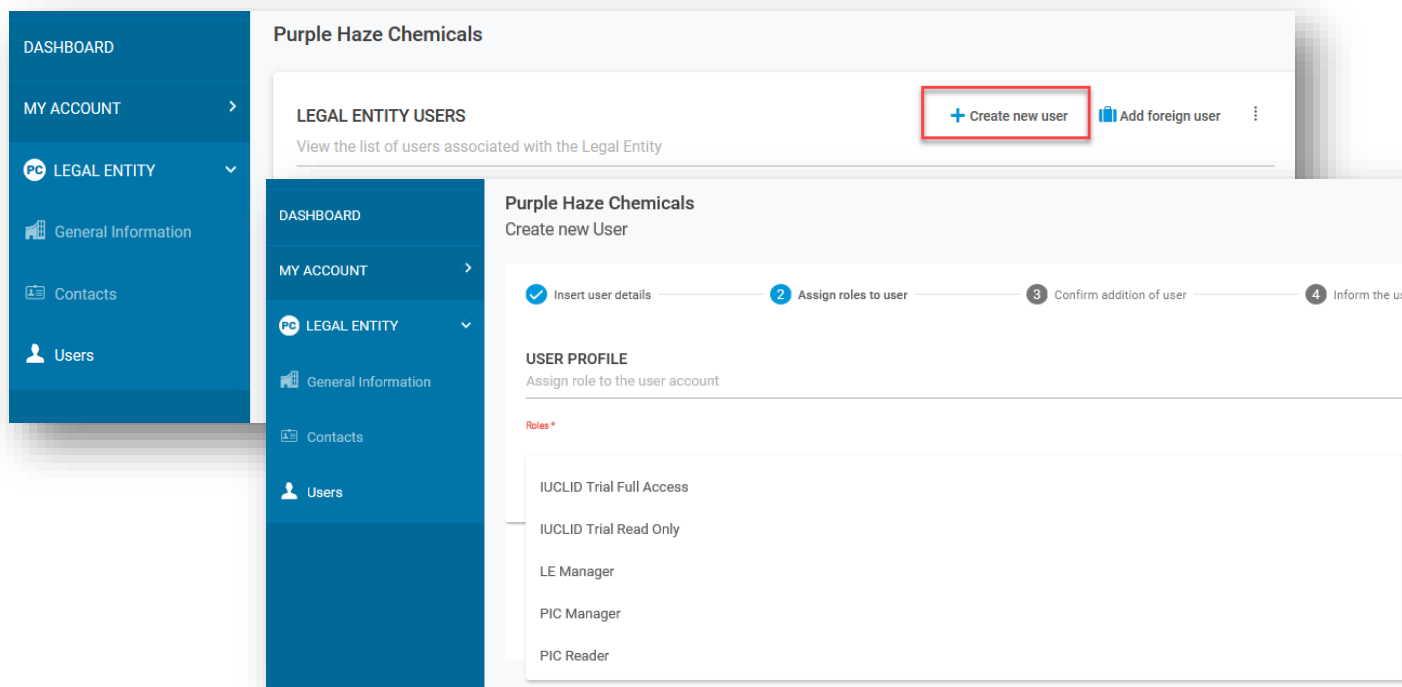 DASHBOARD
MY ACCOUNT
PC LEGAL ENTITY
General Information
Contacts
Users
Purple Haze Chemicals
LEGAL ENTITY USERS
Create new user
Add foreign user
View the list of users associated with the Legal Entity
DASHBOARD
MY ACCOUNT
PC LEGAL ENTITY
General Information
Contacts
Users
Purple Haze Chemicals
Create new User
Insert user details
2 Assign roles to user
3 Confirm addition of user
4 Inform the us
USER PROFILE
Assign role to the user account
Roles *
IUCLID Trial Full Access
IUCLID Trial Read Only
LE Manager
PIC Manager
PIC Reader